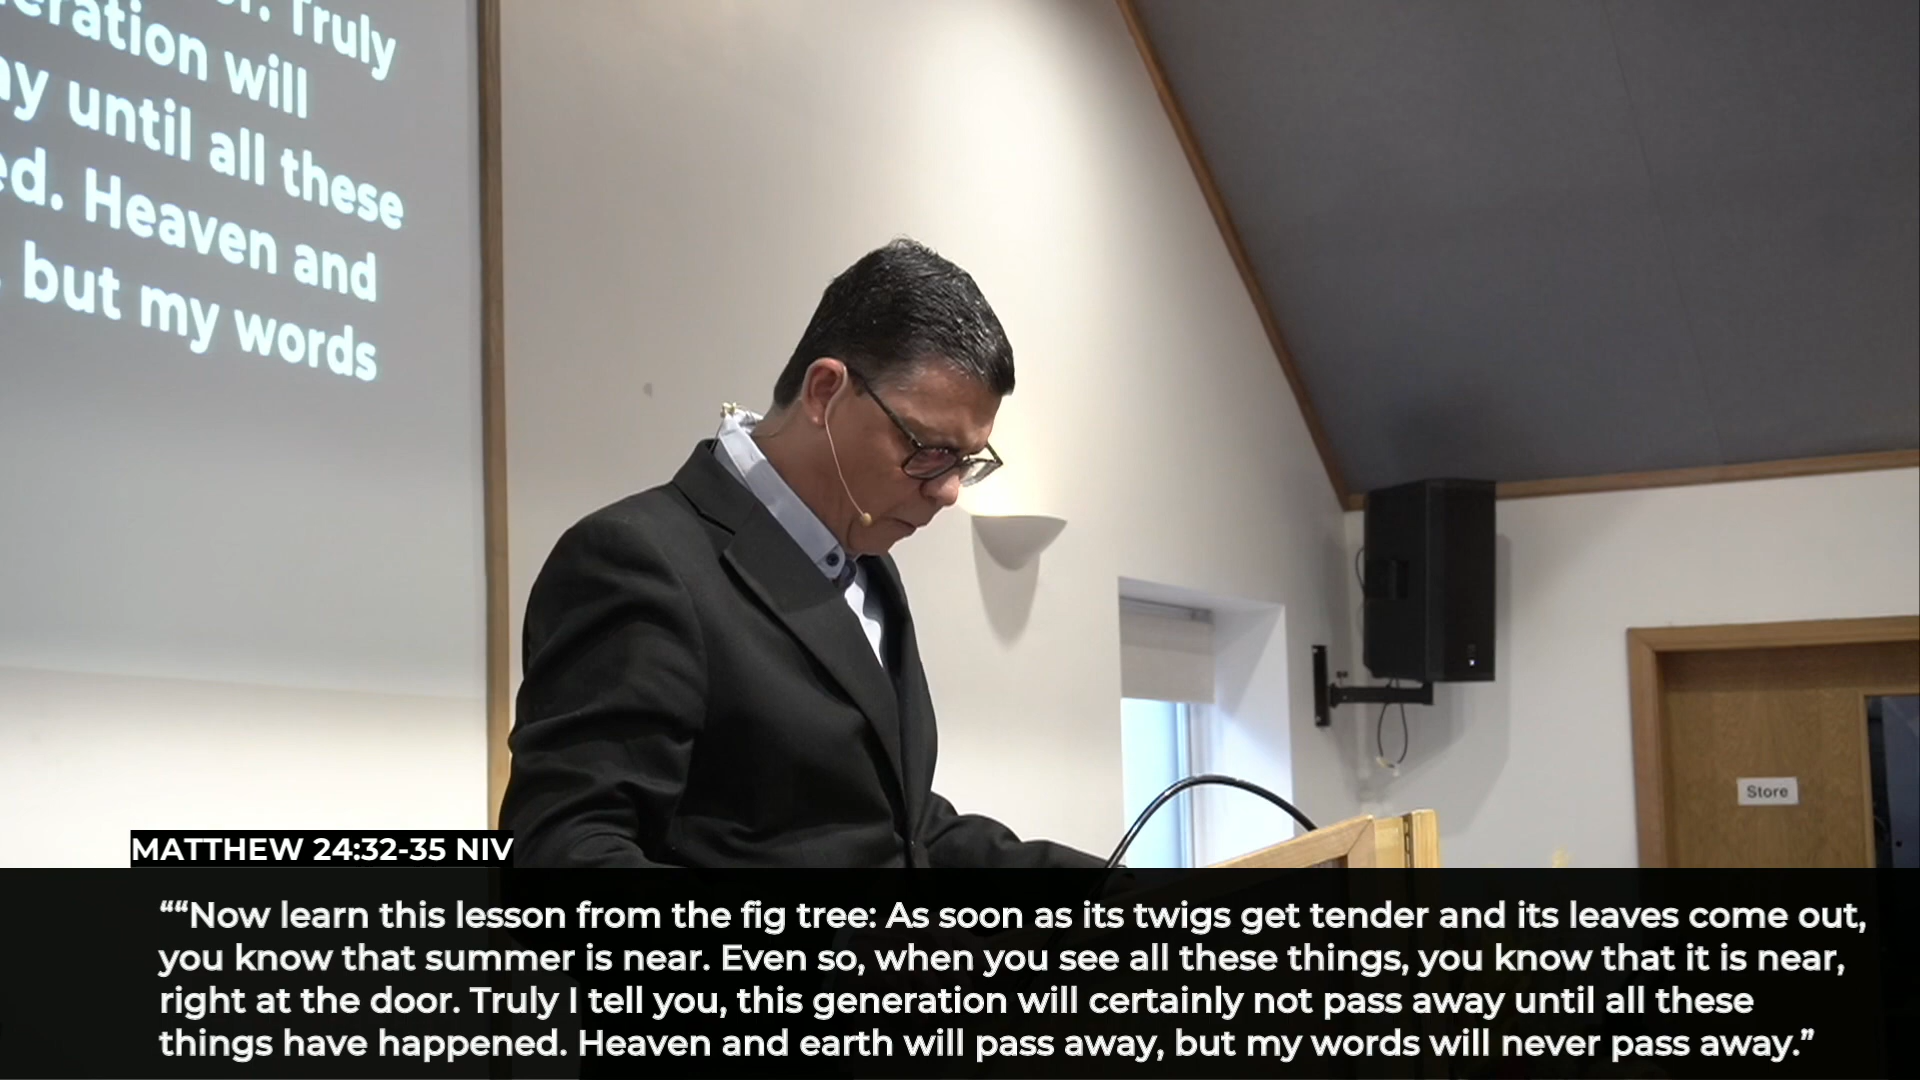 Truly
will
until all these
Heaven and
but my words
Store
MATTHEW 24:32-35 NIV
““Now learn this lesson from the fig tree: As soon as its twigs get tender and its leaves come out,
you know that summer is near. Even so, when you see all these things, you know that it is near,
right at the door. Truly I tell you, this generation will certainly not pass away until all these
things have happened. Heaven and earth will pass away, but my words will never pass away.”